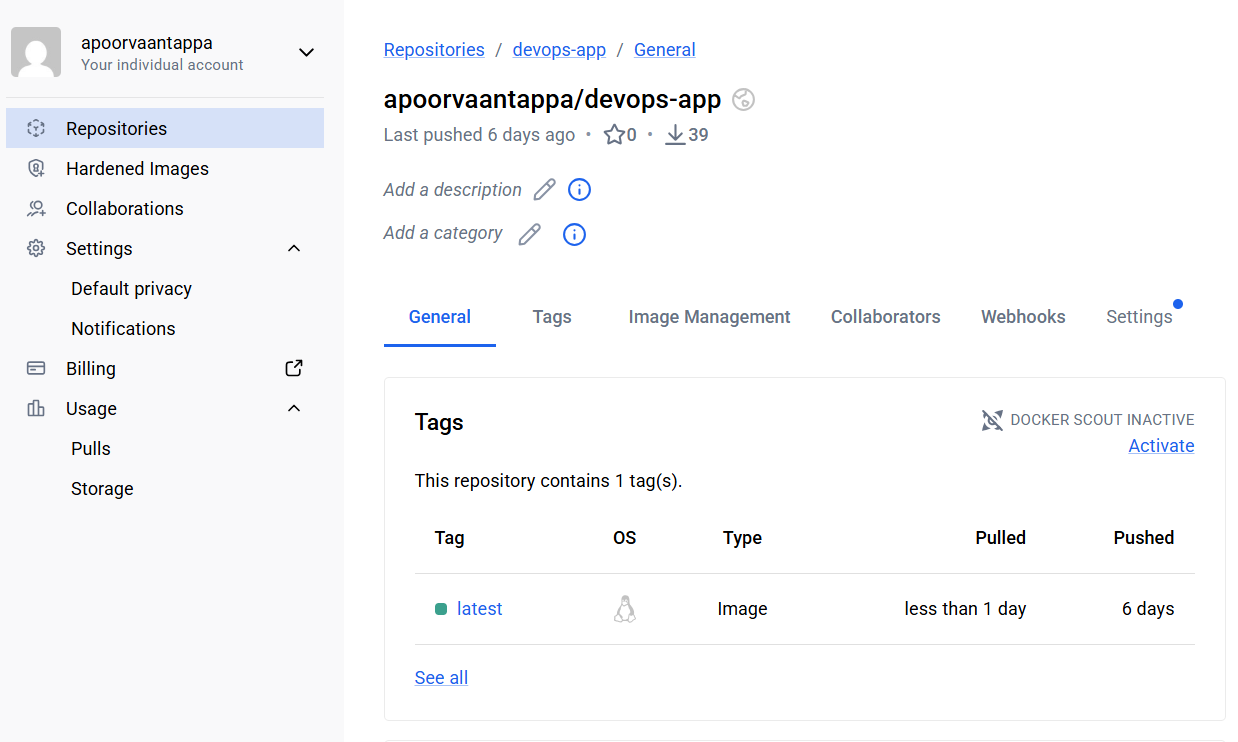 apoorvaantappa
Your individual account
Repositories
Hardened Images
Collaborations
Settings
Default privacy
Notifications
Billing
Usage
Pulls
Storage
Repositories / devops-app / General
apoorvaantappa/devops-app
Last pushed 6 days ago • 0 • 39
Add a description
Add a category
General Tags Image Management Collaborators Webhooks Settings
Tags
DOCKER SCOUT INACTIVE
Activate
This repository contains 1 tag(s).
Tag OS Type Pulled Pushed
latest Image less than 1 day 6 days
See all